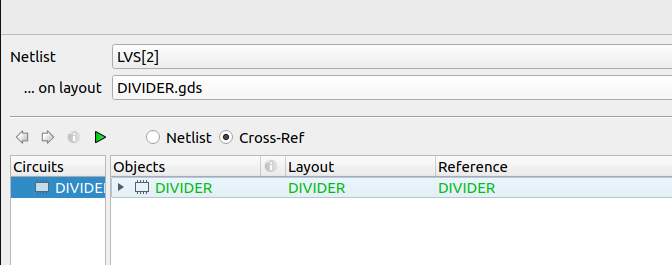 Netlist LVS[2]
... on layout DIVIDER.gds
Netlist Cross-Ref
Circuits Objects Layout Reference
DIVIDER DIVIDER DIVIDER DIVIDER